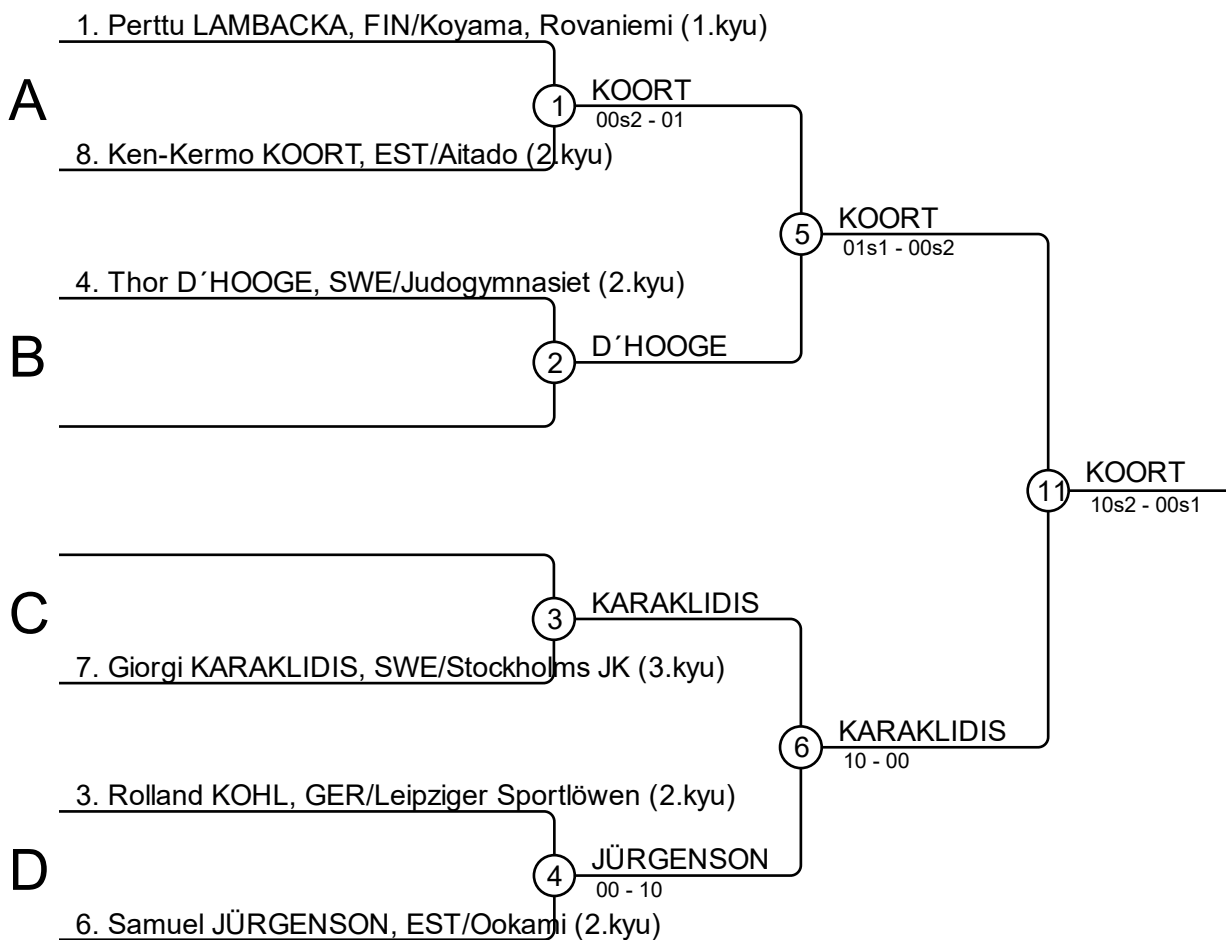 1. Perttu LAMBACKA, FIN/Koyama, Rovaniemi (1.kyu)
A
1
KOORT
00s2 - 01
8. Ken-Kermo KOORT, EST/Aitado (2.kyu)
5
KOORT
01s1 - 00s2
4. Thor D´HOOGE, SWE/Judogymnasiet (2.kyu)
B
2
D´HOOGE
11
KOORT
10s2 - 00s1
C
3
KARAKLIDIS
7. Giorgi KARAKLIDIS, SWE/Stockholms JK (3.kyu)
6
KARAKLIDIS
10 - 00
3. Rolland KOHL, GER/Leipziger Sportlöwen (2.kyu)
D
4
JÜRGENSON
00 - 10
6. Samuel JÜRGENSON, EST/Ookami (2.kyu)